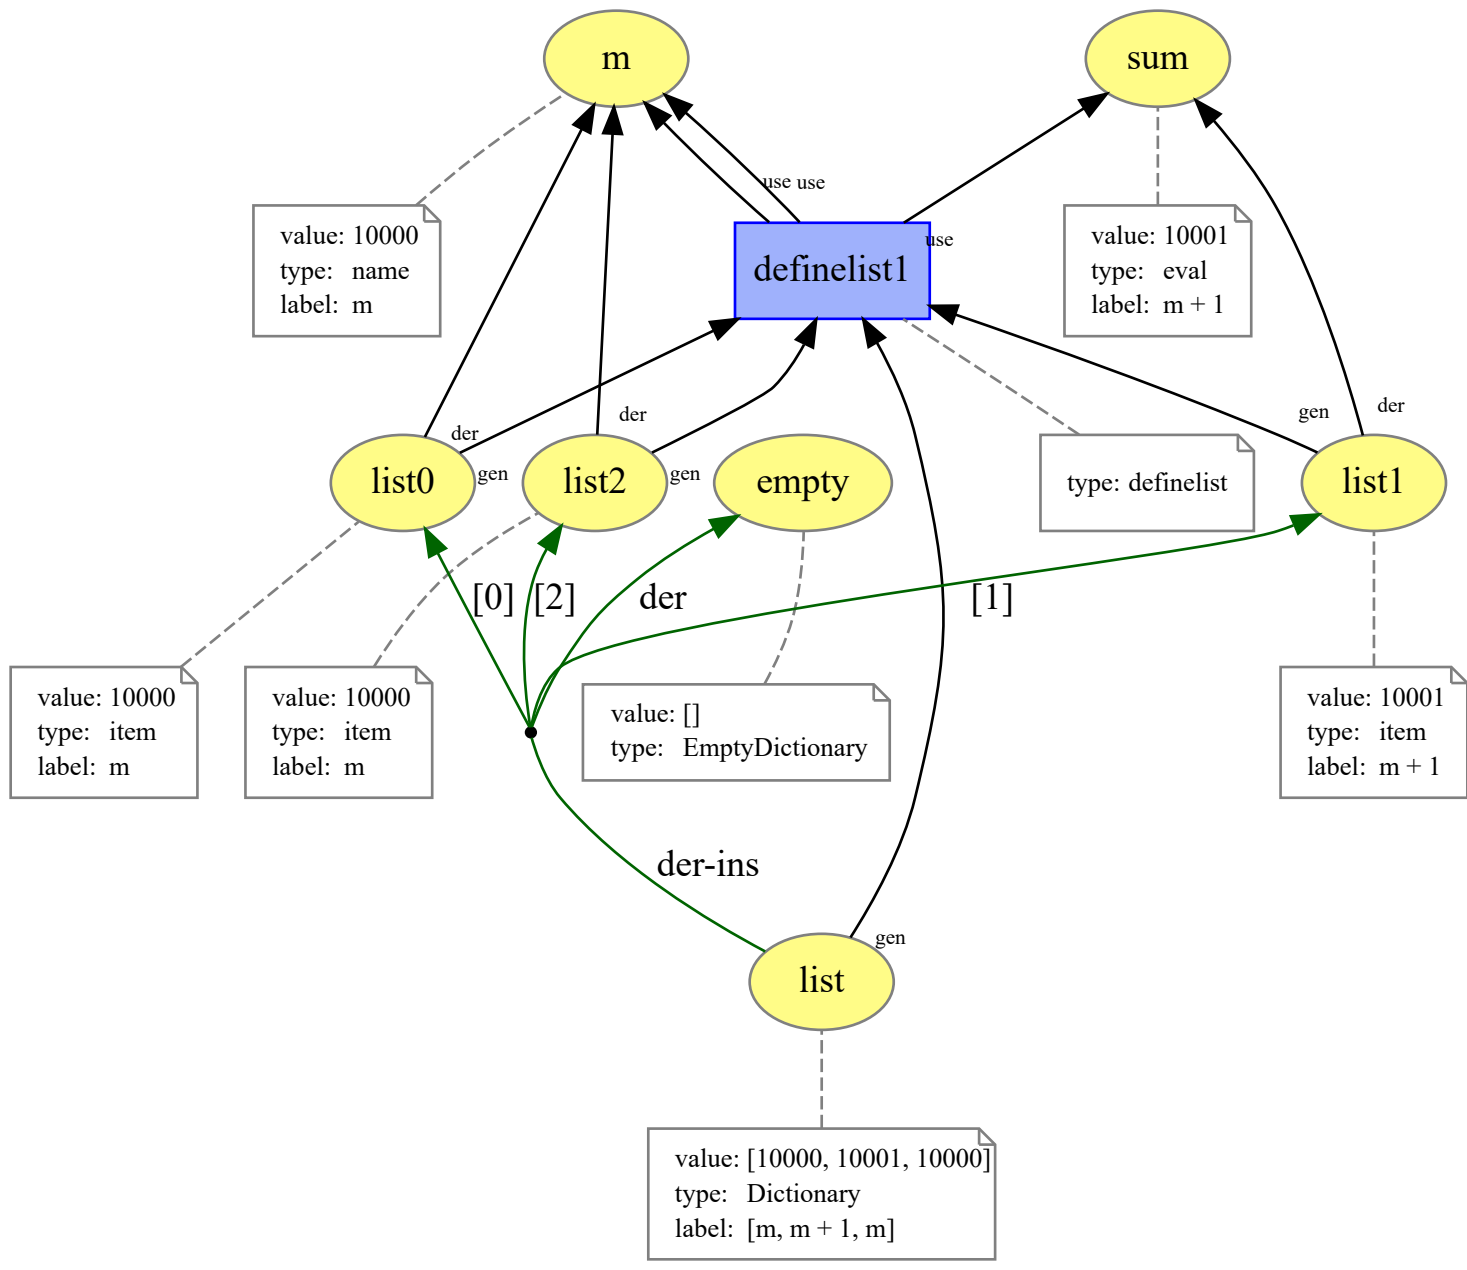 m
sum
use use
value: 10000
type: name
label: m
use
value: 10001
type: eval
label: m + 1
definelist1
der
der
gen
der
gen
gen
list0
list2
empty
type: definelist
list1
[0]
[2]
der
[1]
value: 10000
type: item
label: m
value: 10000
type: item
label: m
value: []
type: EmptyDictionary
value: 10001
type: item
label: m + 1
der-ins
gen
list
value: [10000, 10001, 10000]
type: Dictionary
label: [m, m + 1, m]